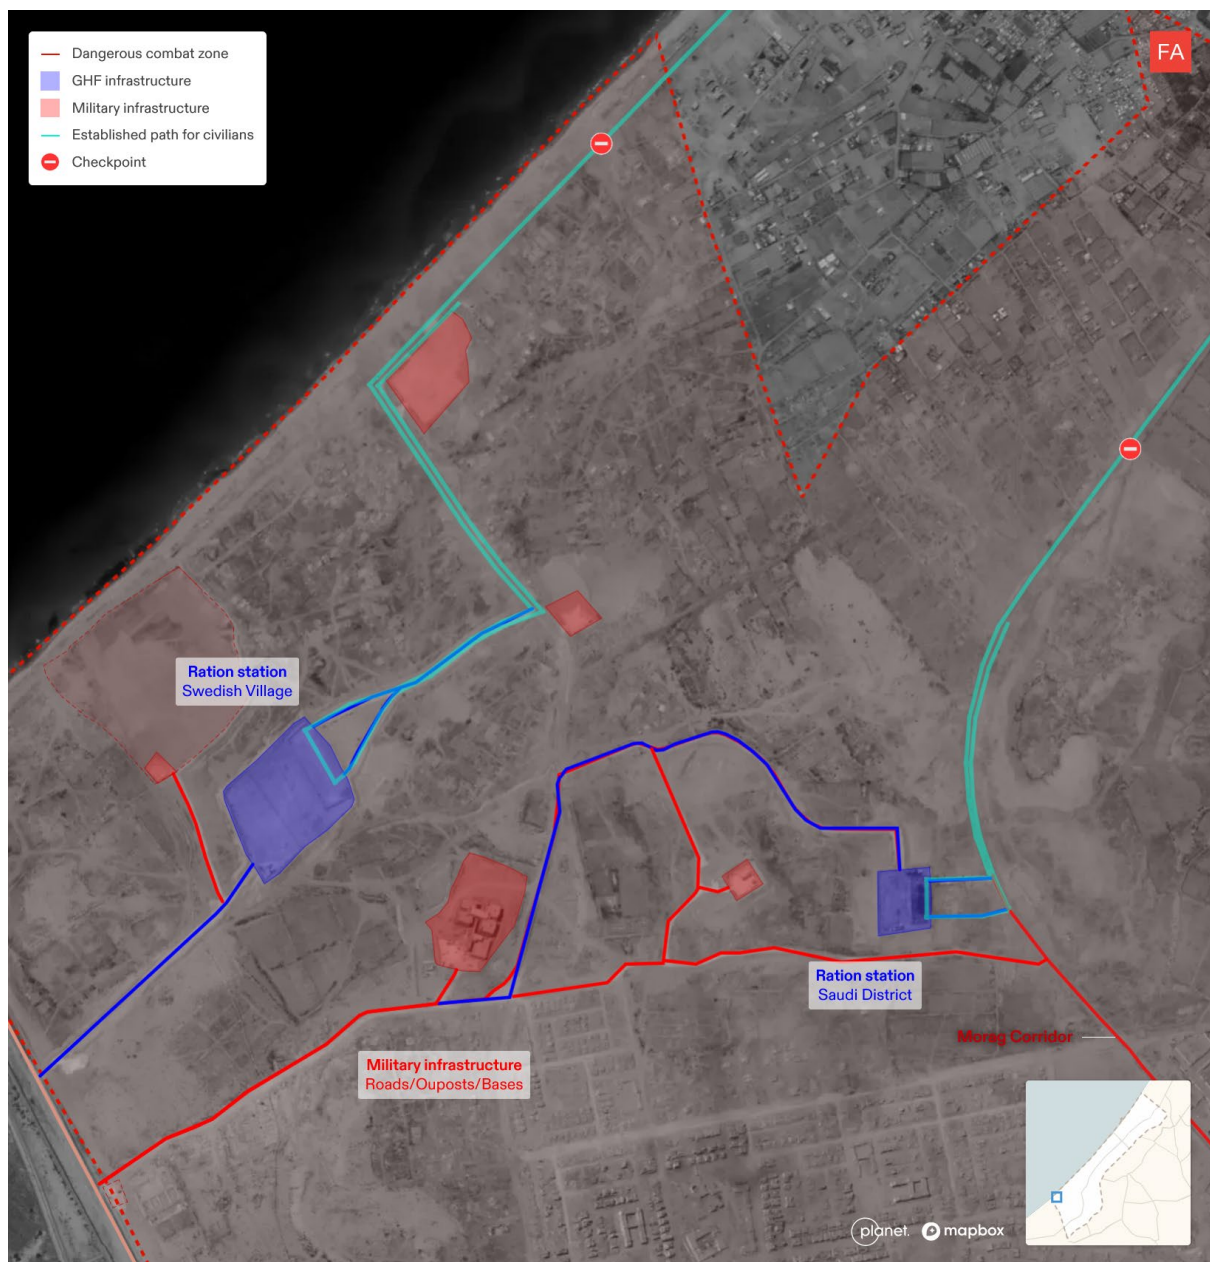 Dangerous combat zone
GHF infrastructure
Military infrastructure
Established path for civilians
Checkpoint
FA
Ration station
Swedish Village
Ration station
Saudi District
Morag Corridor
Military infrastructure
Roads/Ouposts/Bases
planet.
mapbox